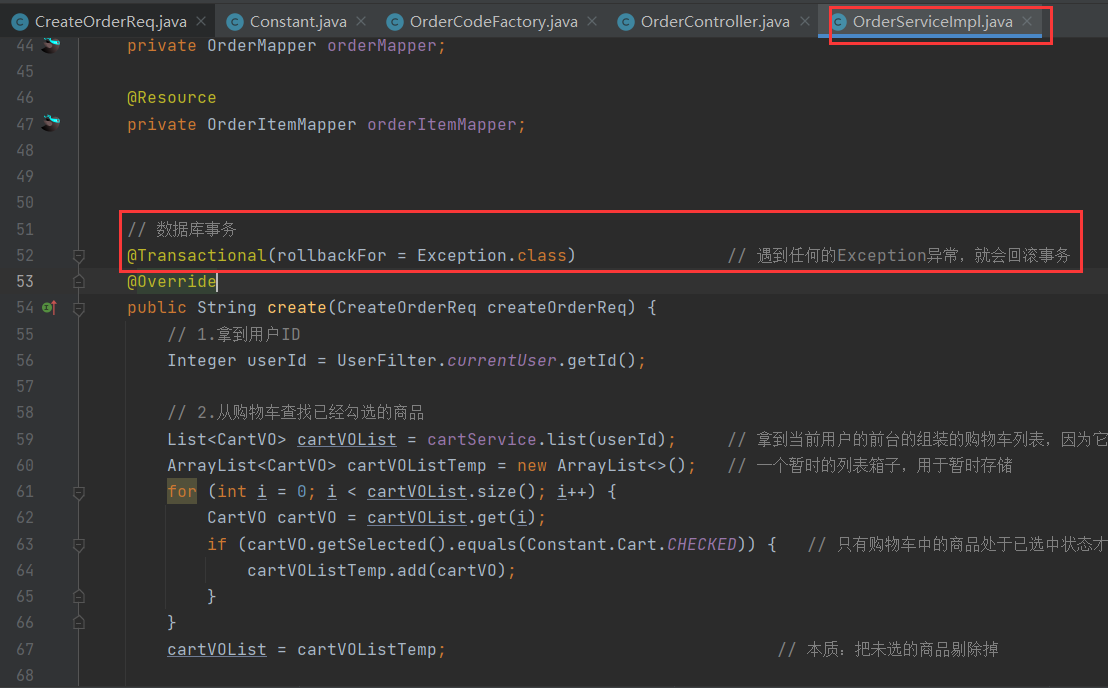 CreateOrderReq.java Constant.java OrderCodeFactory.java OrderController.java OrderServiceImpl.java
44 private OrderMapper orderMapper;
45
46 @Resource
47 private OrderItemMapper orderItemMapper;
48
49
50
51 // 数据库事务
52 @Transactional(rollbackFor = Exception.class) // 遇到任何的Exception异常，就会回滚事务
53 @Override
54 public String create(CreateOrderReq createOrderReq) {
55 // 1.拿到用户ID
56 Integer userId = UserFilter.currentUser.getId();
57
58 // 2.从购物车查找已经勾选的商品
59 List<CartVO> cartVOList = cartService.list(userId); // 拿到当前用户的前台的组装的购物车列表，因为它
60 ArrayList<CartVO> cartVOListTemp = new ArrayList<>(); // 一个暂时的列表箱子，用于暂时存储
61 for (int i = 0; i < cartVOList.size(); i++) {
62 CartVO cartVO = cartVOList.get(i);
63 if (cartVO.getSelected().equals(Constant.Cart.CHECKED)) { // 只有购物车中的商品处于已选中状态才
64 cartVOListTemp.add(cartVO);
65 }
66 }
67 cartVOList = cartVOListTemp; // 本质：把未选的商品剔除掉
68